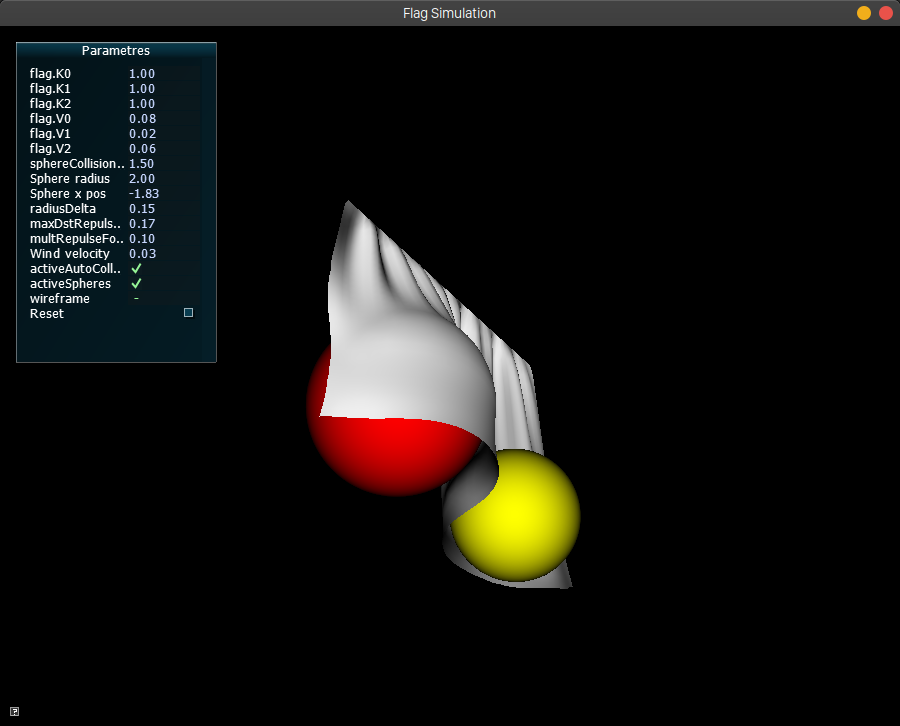 Flag Simulation
Parametres
flag.K0 1.00
flag.K1 1.00
flag.K2 1.00
flag.V0 0.08
flag.V1 0.02
flag.V2 0.06
sphereCollision.. 1.50
Sphere radius 2.00
Sphere x pos -1.83
radiusDelta 0.15
maxDstRepuls.. 0.17
multRepulseFo.. 0.10
Wind velocity 0.03
activeAutoColl.. ✓
activeSpheres ✓
wireframe -
Reset
?